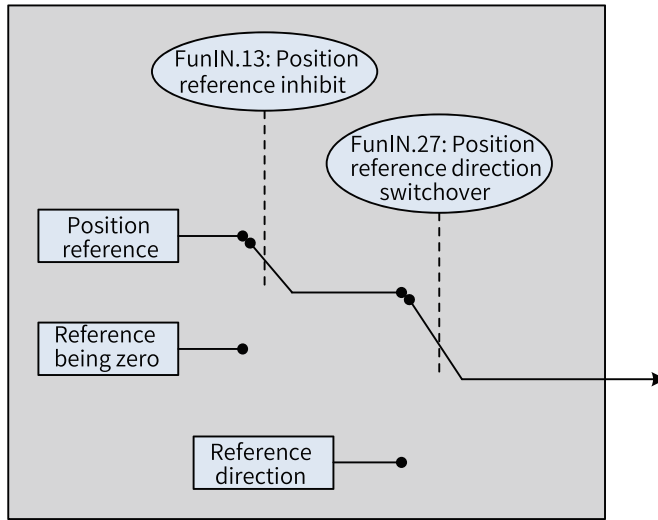 FunIN.13: Position
reference inhibit
FunIN.27: Position
reference direction
switchover
Position
reference
Reference
being zero
Reference
direction